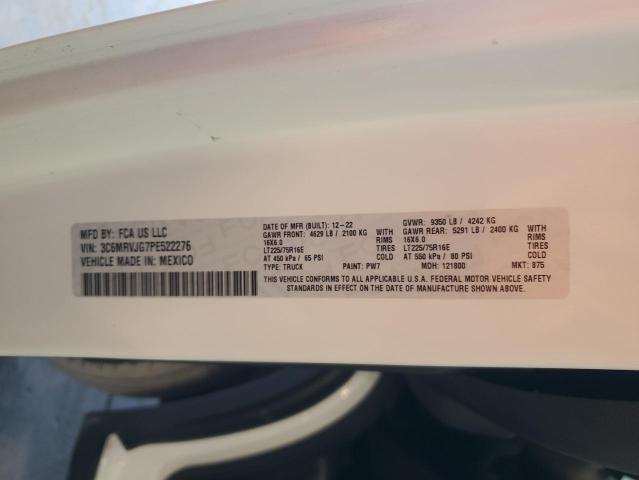 MFD BY: FCA US LLC
VIN: 3C6MRVJG7PE522276
VEHICLE MADE IN: MEXICO
DATE OF MFR (BUILT): 12-22 GVWR: 9350 LB / 4242 KG
GAWR FRONT: 4629 LB / 2100 KG WITH GAWR REAR: 5291 LB / 2400 KG WITH
16X6.0 RIMS 16X6.0 RIMS
LT225/75R16E TIRES LT225/75R16E TIRES
AT 450 kPa / 65 PSI COLD AT 550 kPa / 80 PSI COLD
TYPE: TRUCK PAINT: PW7 MDH: 121800 MKT: 875
THIS VEHICLE CONFORMS TO ALL APPLICABLE U.S.A. FEDERAL MOTOR VEHICLE SAFETY
STANDARDS IN EFFECT ON THE DATE OF MANUFACTURE SHOWN ABOVE.